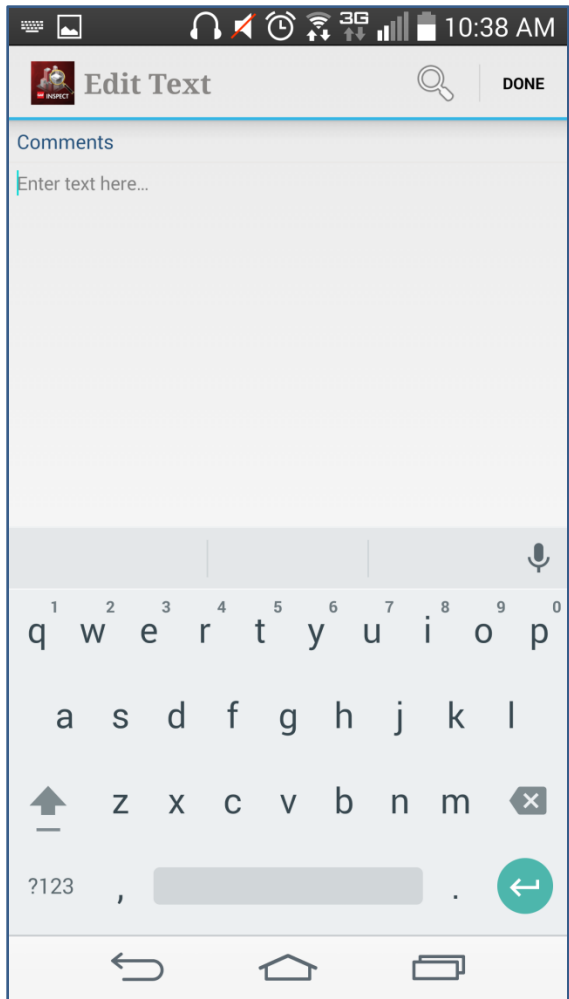 3G 10:38 AM
INSPECT Edit Text DONE
Comments
Enter text here...
1 2 3 4 5 6 7 8 9 0
q w e r t y u i o p
a s d f g h j k l
z x c v b n m
?123 , .